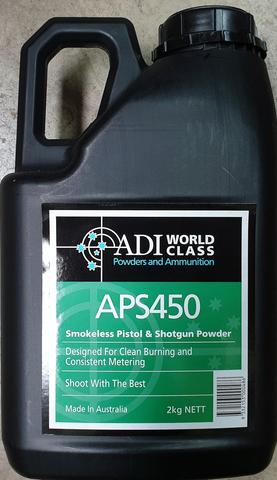 ADI WORLD CLASS
Powders and Ammunition
APS450
Smokeless Pistol & Shotgun Powder
Designed For Clean Burning and
Consistent Metering
Shoot With The Best
Made In Australia
2kg NETT